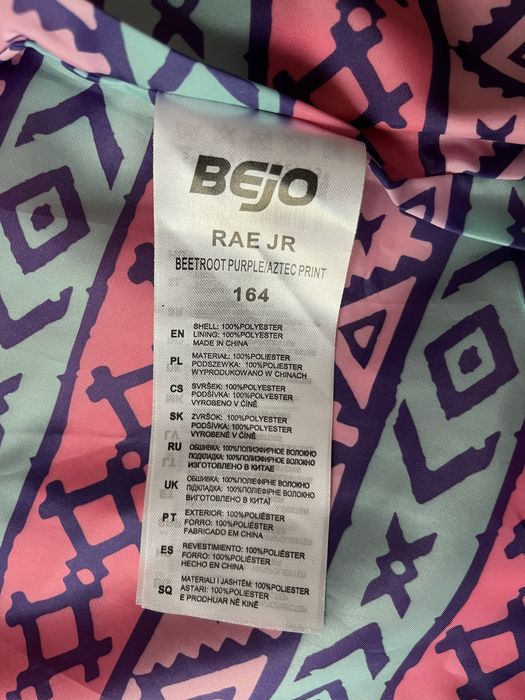 BEJO
RAE JR
BEETROOT PURPLE/AZTEC PRINT
164
EN SHELL: 100%POLYESTER
LINING: 100%POLYESTER
MADE IN CHINA
PL MATERIAŁ: 100%POLIESTER
PODSZEWKA: 100%POLIESTER
WYPRODUKOWANO W CHINACH
CS SVRŠEK: 100%POLYESTER
PODŠÍVKA: 100%POLYESTER
VYROBENO V ČÍNĚ
SK ZVRŠOK: 100%POLYESTER
PODŠÍVKA: 100%POLYESTER
VYROBENÉ V ČÍNE
RU ОБШИВКА: 100%ПОЛИЭФИРНОЕ ВОЛОКНО
ПОДКЛАДКА: 100%ПОЛИЭФИРНОЕ ВОЛОКНО
ИЗГОТОВЛЕНО В КИТАЕ
UK ОБШИВКА: 100%ПОЛІЕФІРНЕ ВОЛОКНО
ПІДКЛАДКА: 100%ПОЛІЕФІРНЕ ВОЛОКНО
ВИГОТОВЛЕНО В КИТАЇ
PT EXTERIOR: 100%POLIÉSTER
FORRO: 100%POLIÉSTER
FABRICADO EM CHINA
ES REVESTIMIENTO: 100%POLIÉSTER
FORRO: 100%POLIÉSTER
HECHO EN CHINA
SQ MATERIALI I JASHTËM: 100%POLIESTER
ASTARI: 100%POLIESTER
E PRODHUAR NË KINË